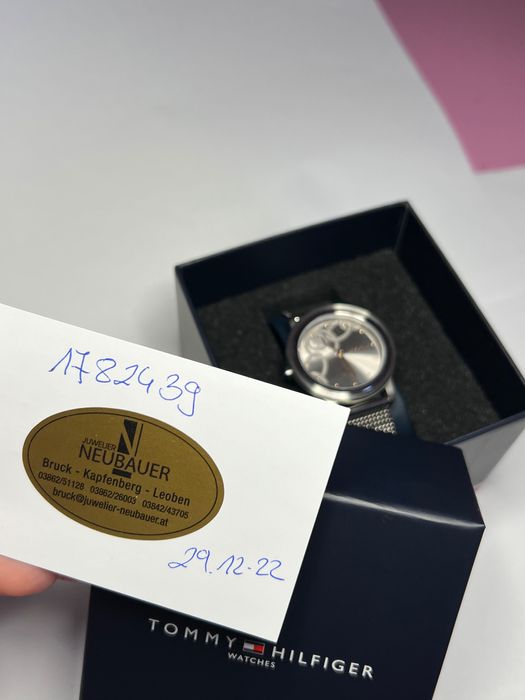 1782439
JUWELIER
NEUBAUER
Bruck - Kapfenberg - Leoben
03862/51128 03862/26003 03842/43705
bruck@juwelier-neubauer.at
29.12.22
TOMMY HILFIGER
WATCHES